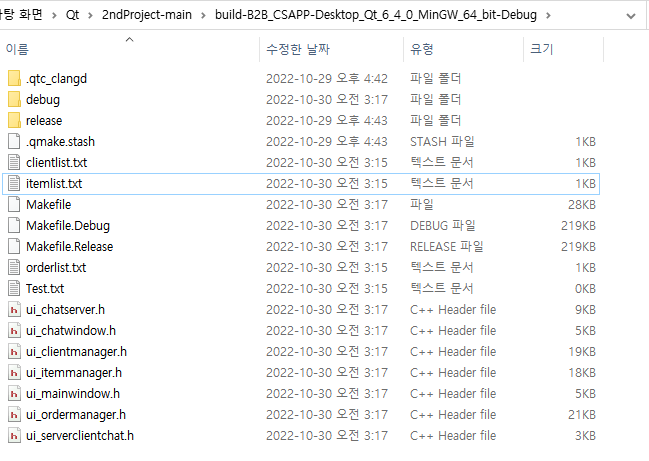 탕 화면 > Qt > 2ndProject-main > build-B2B_CSAPP-Desktop_Qt_6_4_0_MinGW_64_bit-Debug >
이름 수정한 날짜 유형 크기
.qtc_clangd 2022-10-29 오후 4:42 파일 폴더
debug 2022-10-30 오전 3:17 파일 폴더
release 2022-10-29 오후 4:43 파일 폴더
.qmake.stash 2022-10-29 오후 4:43 STASH 파일 1KB
clientlist.txt 2022-10-30 오전 3:15 텍스트 문서 1KB
itemlist.txt 2022-10-30 오전 3:15 텍스트 문서 1KB
Makefile 2022-10-30 오전 3:17 파일 28KB
Makefile.Debug 2022-10-30 오전 3:17 DEBUG 파일 219KB
Makefile.Release 2022-10-30 오전 3:17 RELEASE 파일 219KB
orderlist.txt 2022-10-30 오전 3:15 텍스트 문서 1KB
Test.txt 2022-10-30 오전 3:15 텍스트 문서 0KB
ui_chatserver.h 2022-10-30 오전 3:17 C++ Header file 9KB
ui_chatwindow.h 2022-10-30 오전 3:17 C++ Header file 5KB
ui_clientmanager.h 2022-10-30 오전 3:17 C++ Header file 19KB
ui_itemmanager.h 2022-10-30 오전 3:17 C++ Header file 18KB
ui_mainwindow.h 2022-10-30 오전 3:17 C++ Header file 5KB
ui_ordermanager.h 2022-10-30 오전 3:17 C++ Header file 21KB
ui_serverclientchat.h 2022-10-30 오전 3:17 C++ Header file 3KB